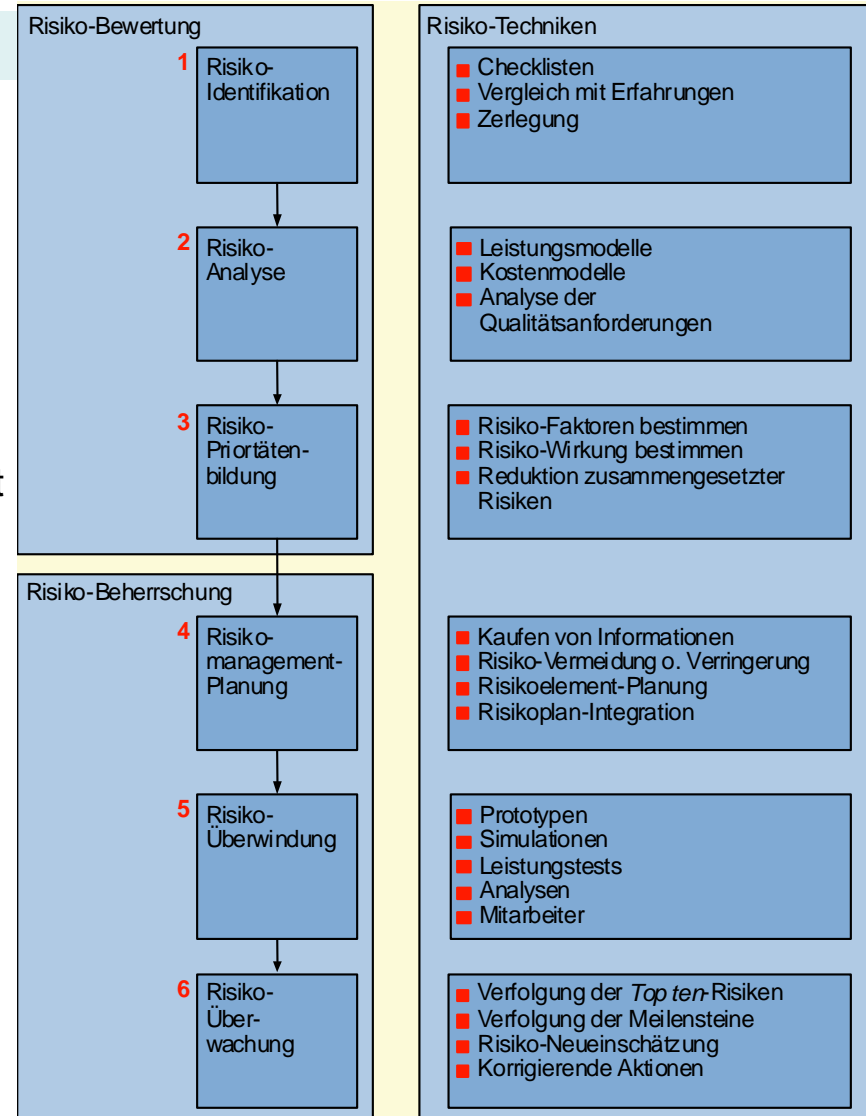 Risiko-Bewertung
1
Risiko-
Identifikation
2
Risiko-
Analyse
3
Risiko-
Priortäten-
bildung
t
Risiko-Beherrschung
4
Risiko-
management-
Planung
5
Risiko-
Überwindung
6
Risiko-
Über-
wachung
Risiko-Techniken
Checklisten
Vergleich mit Erfahrungen
Zerlegung
Leistungsmodelle
Kostenmodelle
Analyse der
Qualitätsanforderungen
Risiko-Faktoren bestimmen
Risiko-Wirkung bestimmen
Reduktion zusammengesetzter
Risiken
Kaufen von Informationen
Risiko-Vermeidung o. Verringerung
Risikoelement-Planung
Risikoplan-Integration
Prototypen
Simulationen
Leistungstests
Analysen
Mitarbeiter
Verfolgung der Top ten-Risiken
Verfolgung der Meilensteine
Risiko-Neueinschätzung
Korrigierende Aktionen